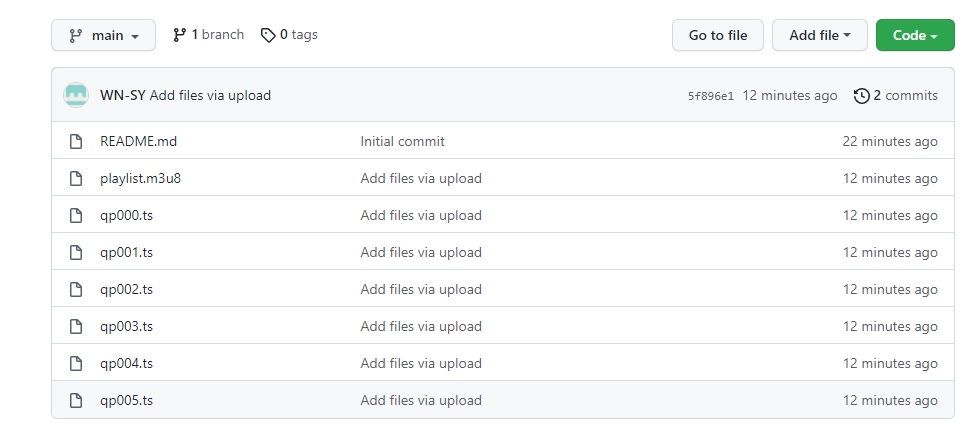 main 1 branch 0 tags Go to file Add file Code
WN-SY Add files via upload 5f896e1 12 minutes ago 2 commits
README.md Initial commit 22 minutes ago
playlist.m3u8 Add files via upload 12 minutes ago
qp000.ts Add files via upload 12 minutes ago
qp001.ts Add files via upload 12 minutes ago
qp002.ts Add files via upload 12 minutes ago
qp003.ts Add files via upload 12 minutes ago
qp004.ts Add files via upload 12 minutes ago
qp005.ts Add files via upload 12 minutes ago